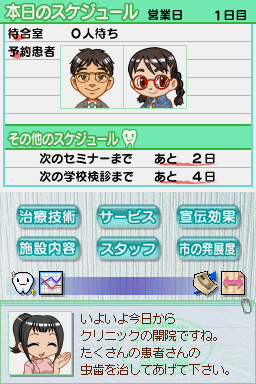 本日のスケジュール 営業日 1日目
待合室 0人待ち
予約患者
その他のスケジュール
次のセミナーまで あと 2日
次の学校検診まで あと 4日
治療技術 サービス 宣伝効果
施設内容 スタッフ 市の発展度
いよいよ今日から
クリニックの開院ですね。
たくさんの患者さんの
虫歯を治してあげて下さい。